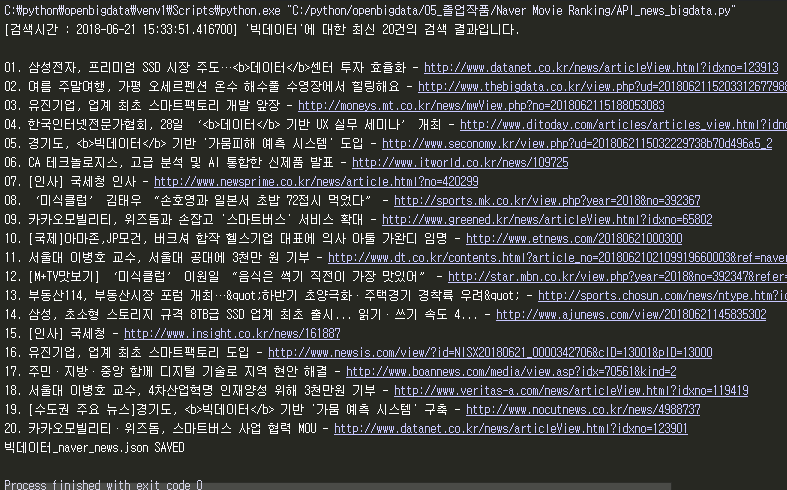 C:\python\openbigdata\venv1\Scripts\python.exe "C:/python/openbigdata/05_졸업작품/Naver Movie Ranking/API_news_bigdata.py"
[검색시간 : 2018-06-21 15:33:51.416700] '빅데이터'에 대한 최신 20건의 검색 결과입니다.
01. 삼성전자, 프리미엄 SSD 시장 주도…<b>데이터</b>센터 투자 효율화 - http://www.datanet.co.kr/news/articleView.html?idxno=123913
02. 여름 주말여행, 가평 오세르펜션 온수 해수풀 수영장에서 힐링해요 - http://www.thebigdata.co.kr/view.php?ud=2018062115203312677988
03. 유진기업, 업계 최초 스마트팩토리 개발 앞장 - http://moneys.mt.co.kr/news/mwView.php?no=2018062115188053083
04. 한국인터넷전문가협회, 28일 ‘<b>빅데이터</b> 기반 UX 실무 세미나’ 개최 - http://www.ditoday.com/articles/articles_view.html?idno
05. 경기도, <b>빅데이터</b> 기반 '가뭄피해 예측 시스템' 도입 - http://www.seconomy.kr/view.php?ud=2018062115032229738b70d496a5_2
06. CA 테크놀로지스, 고급 분석 및 AI 통합한 신제품 발표 - http://www.itworld.co.kr/news/109725
07. [인사] 국세청 인사 - http://www.newsprime.co.kr/news/article.html?no=420299
08. ‘미식클럽’ 김태우 “손호영과 일본서 초밥 72접시 먹었다” - http://sports.mk.co.kr/view.php?year=2018&no=392367
09. 카카오모빌리티, 위즈돔과 손잡고 '스마트버스' 서비스 확대 - http://www.greened.kr/news/articleView.html?idxno=65802
10. [국제]아마존,JP모건, 버크셔 합작 헬스기업 대표에 의사 아툴 가완디 임명 - http://www.etnews.com/20180621000300
11. 서울대 이병호 교수, 서울대 공대에 3천만 원 기부 - http://www.dt.co.kr/contents.html?article_no=2018062102109919660003&ref=naver
12. [M+TV맛보기] ‘미식클럽’ 이원일 “음식은 썩기 직전이 가장 맛있어” - http://star.mbn.co.kr/view.php?year=2018&no=392347&refer=
13. 부동산114, 부동산시장 포럼 개최…&quot;하반기 초양극화·주택경기 경착륙 우려&quot; - http://sports.chosun.com/news/ntype.htm?id
14. 삼성, 초소형 스토리지 규격 8TB급 SSD 업계 최초 출시... 읽기·쓰기 속도 4... - http://www.ajunews.com/view/20180621145835302
15. [인사] 국세청 - http://www.insight.co.kr/news/161887
16. 유진기업, 업계 최초 스마트팩토리 도입 - http://www.newsis.com/view/?id=NISX20180621_0000342706&cID=13001&pID=13000
17. 주민·지방·중앙 함께 디지털 기술로 지역 현안 해결 - http://www.boannews.com/media/view.asp?idx=70561&kind=2
18. 서울대 이병호 교수, 4차산업혁명 인재양성 위해 3천만원 기부 - http://www.veritas-a.com/news/articleView.html?idxno=119419
19. [수도권 주요 뉴스]경기도, <b>빅데이터</b> 기반 '가뭄 예측 시스템' 구축 - http://www.nocutnews.co.kr/news/4988737
20. 카카오모빌리티·위즈돔, 스마트버스 사업 협력 MOU - http://www.datanet.co.kr/news/articleView.html?idxno=123901
빅데이터_naver_news.json SAVED
Process finished with exit code 0